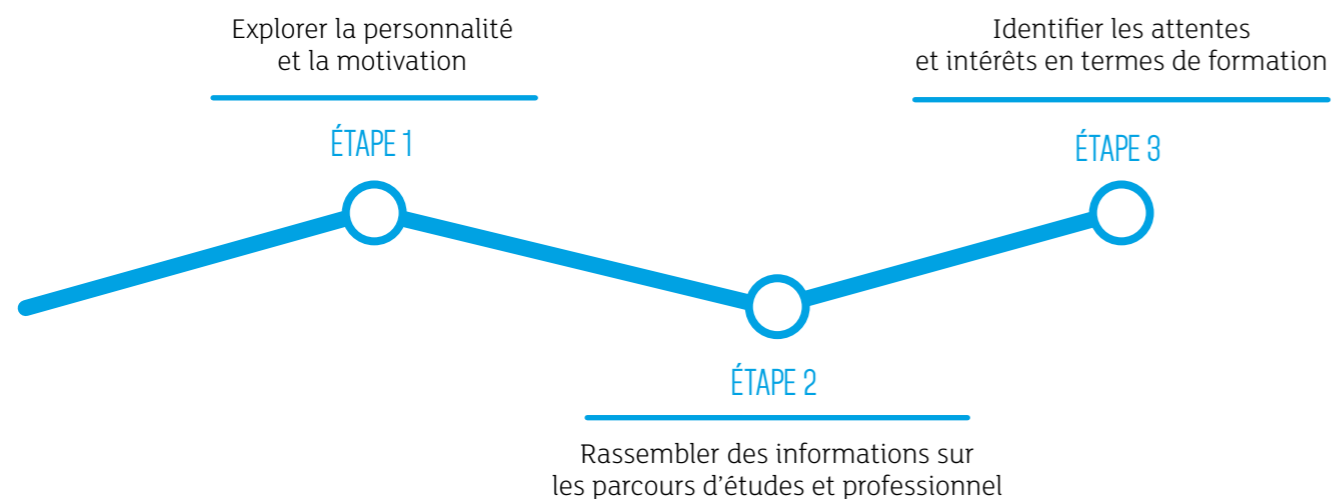 Explorer la personnalité
et la motivation
ÉTAPE 1
ÉTAPE 2
Rassembler des informations sur
les parcours d’études et professionnel
Identifier les attentes
et intérêts en termes de formation
ÉTAPE 3